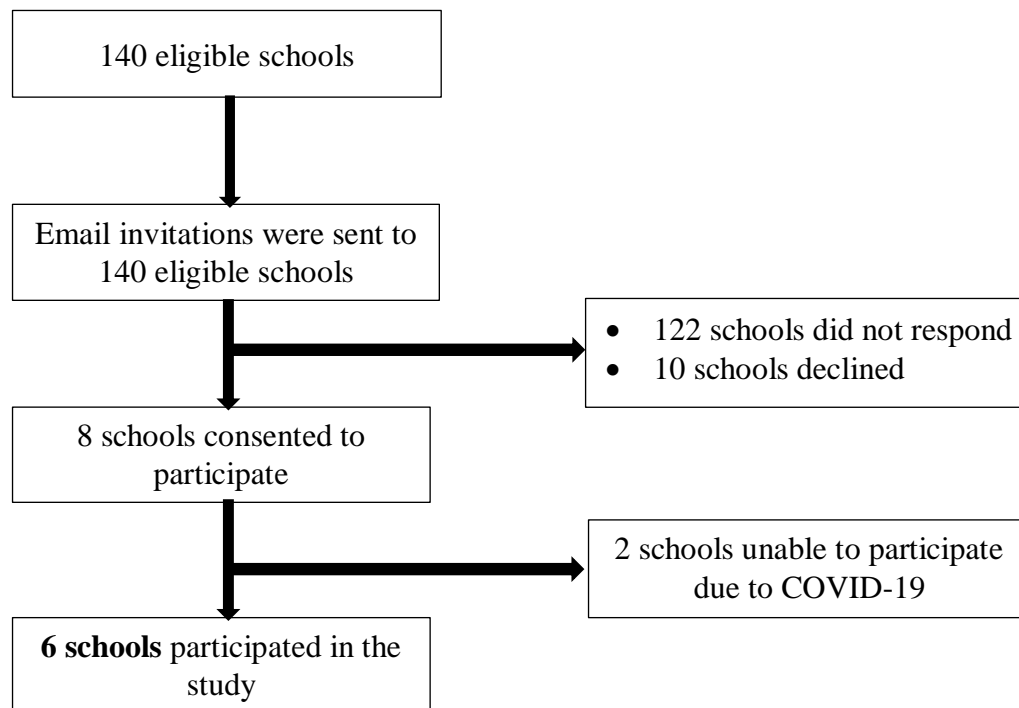 140 eligible schools
Email invitations were sent to
140 eligible schools
• 122 schools did not respond
• 10 schools declined
8 schools consented to
participate
2 schools unable to participate
due to COVID-19
6 schools participated in the
study